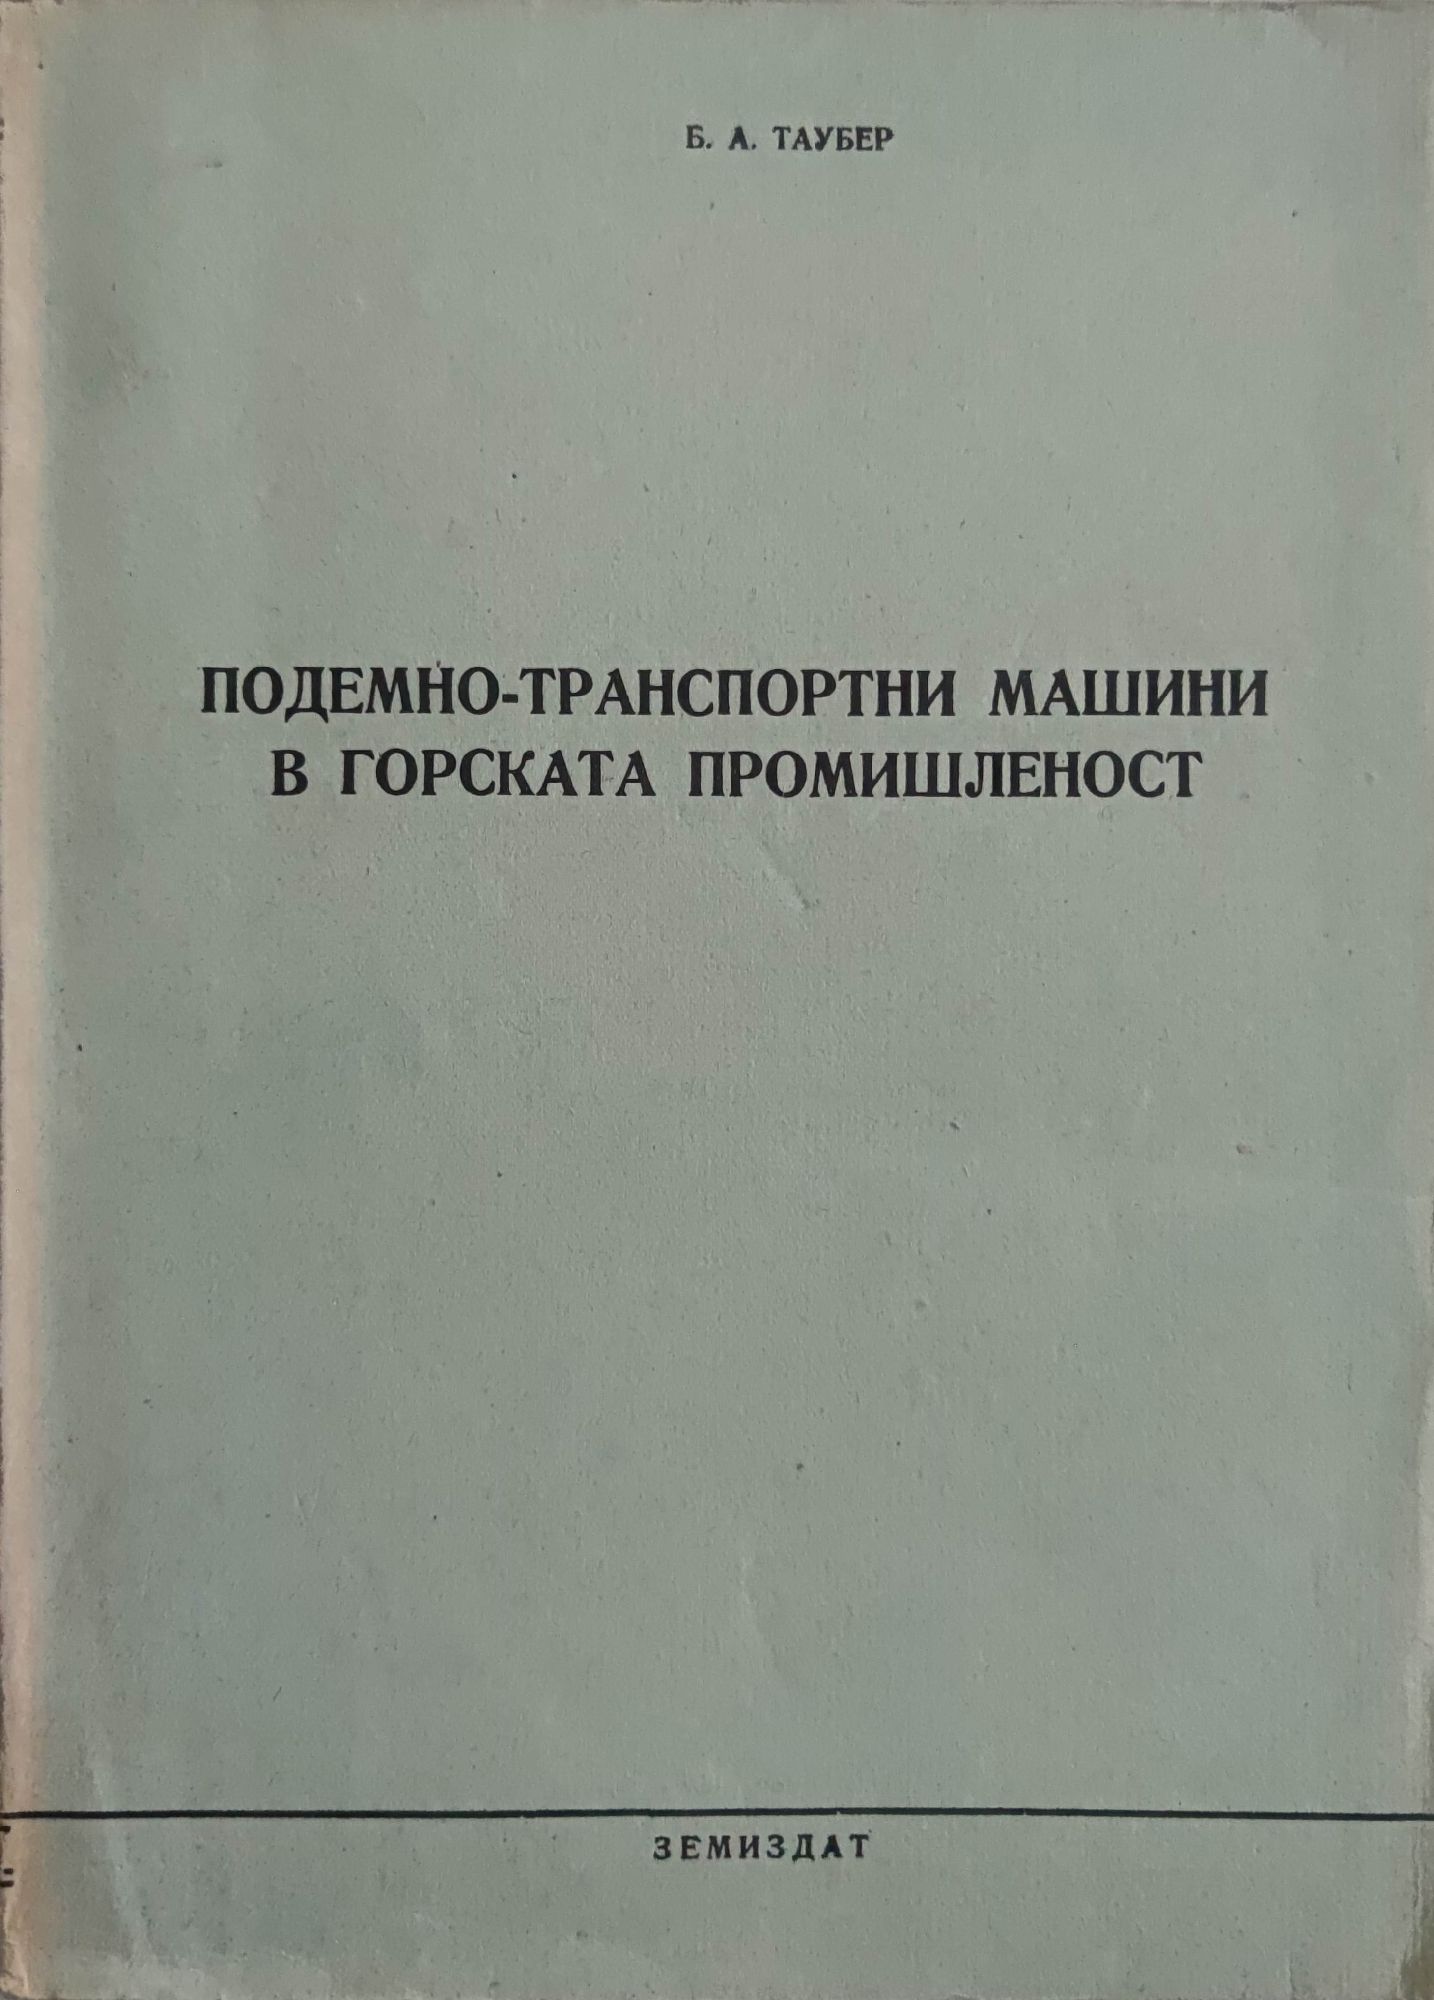 Б. А. ТАУБЕР
ПОДЕМНО-ТРАНСПОРТНИ МАШИНИ
В ГОРСКАТА ПРОМИШЛЕНОСТ
ЗЕМИЗДАТ